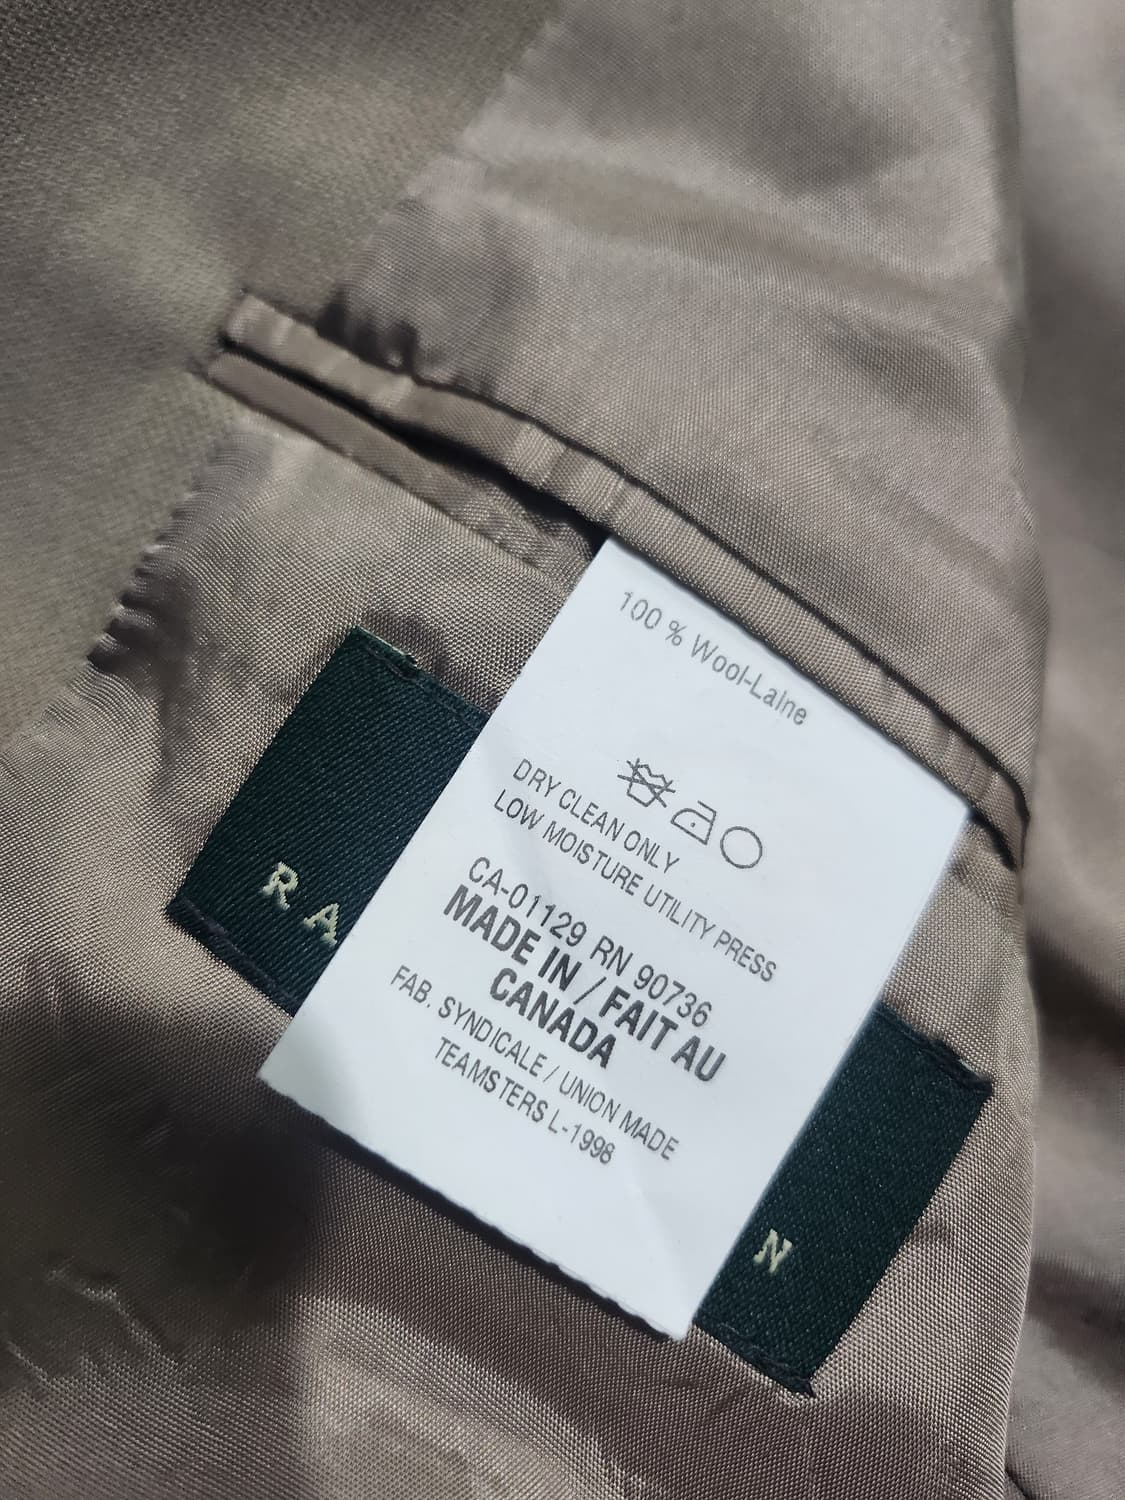 100 % Wool-Laine
DRY CLEAN ONLY
LOW MOISTURE UTILITY PRESS
CA-01129 RN 90736
MADE IN / FAIT AU
CANADA
FAB. SYNDICALE / UNION MADE
TEAMSTERS L-1998
R A
N